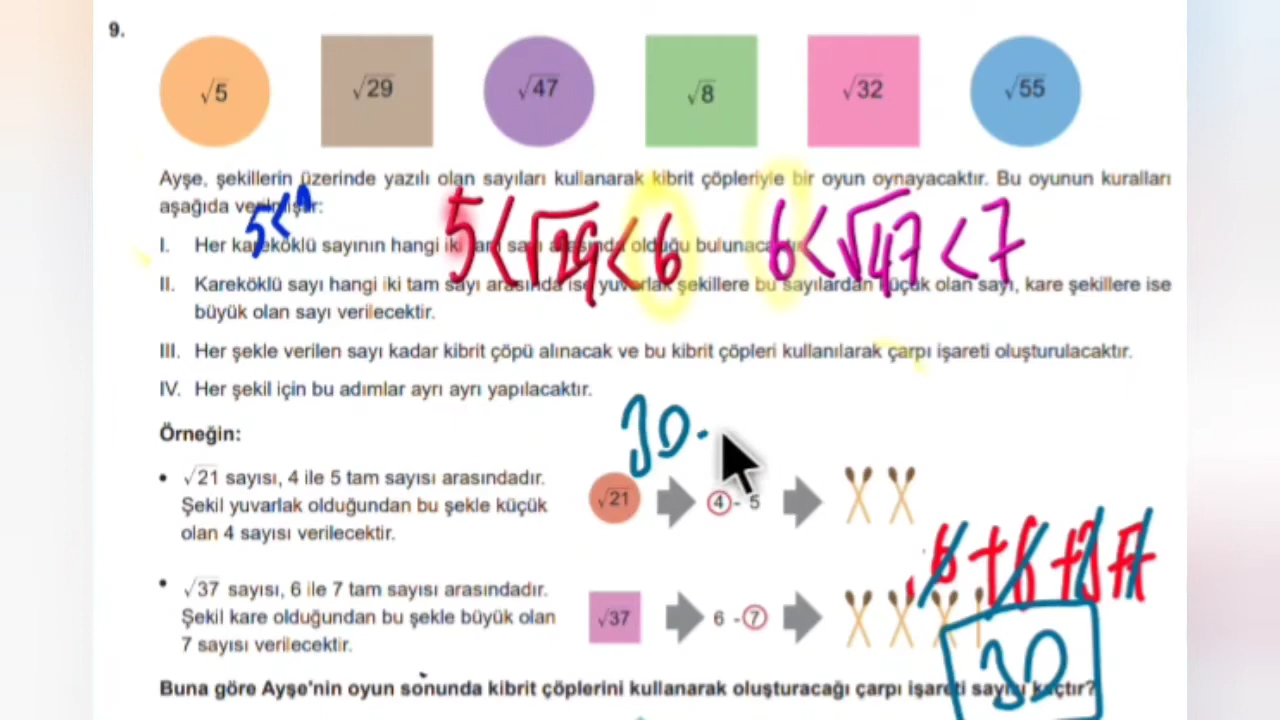 9.
√5 √29 √47 √8 √32 √55
Ayşe, şekillerin üzerinde yazılı olan sayıları kullanarak kibrit çöpleriyle bir oyun oynayacaktır. Bu oyunun kuralları
aşağıda verilmiştir:
5<
5<√29<6 6<√47<7
I. Her kareköklü sayının hangi iki tam sayı arasında olduğu bulunacaktır.
II. Kareköklü sayı hangi iki tam sayı arasında ise yuvarlak şekillere bu sayılardan küçük olan sayı, kare şekillere ise
büyük olan sayı verilecektir.
III. Her şekle verilen sayı kadar kibrit çöpü alınacak ve bu kibrit çöpleri kullanılarak çarpı işareti oluşturulacaktır.
IV. Her şekil için bu adımlar ayrı ayrı yapılacaktır.
Örneğin:
30
• √21 sayısı, 4 ile 5 tam sayısı arasındadır.
Şekil yuvarlak olduğundan bu şekle küçük
olan 4 sayısı verilecektir.
√21 4 - 5
• √37 sayısı, 6 ile 7 tam sayısı arasındadır.
Şekil kare olduğundan bu şekle büyük olan
7 sayısı verilecektir.
√37 6 - 7
30
Buna göre Ayşe'nin oyun sonunda kibrit çöplerini kullanarak oluşturacağı çarpı işareti sayısı kaçtır?